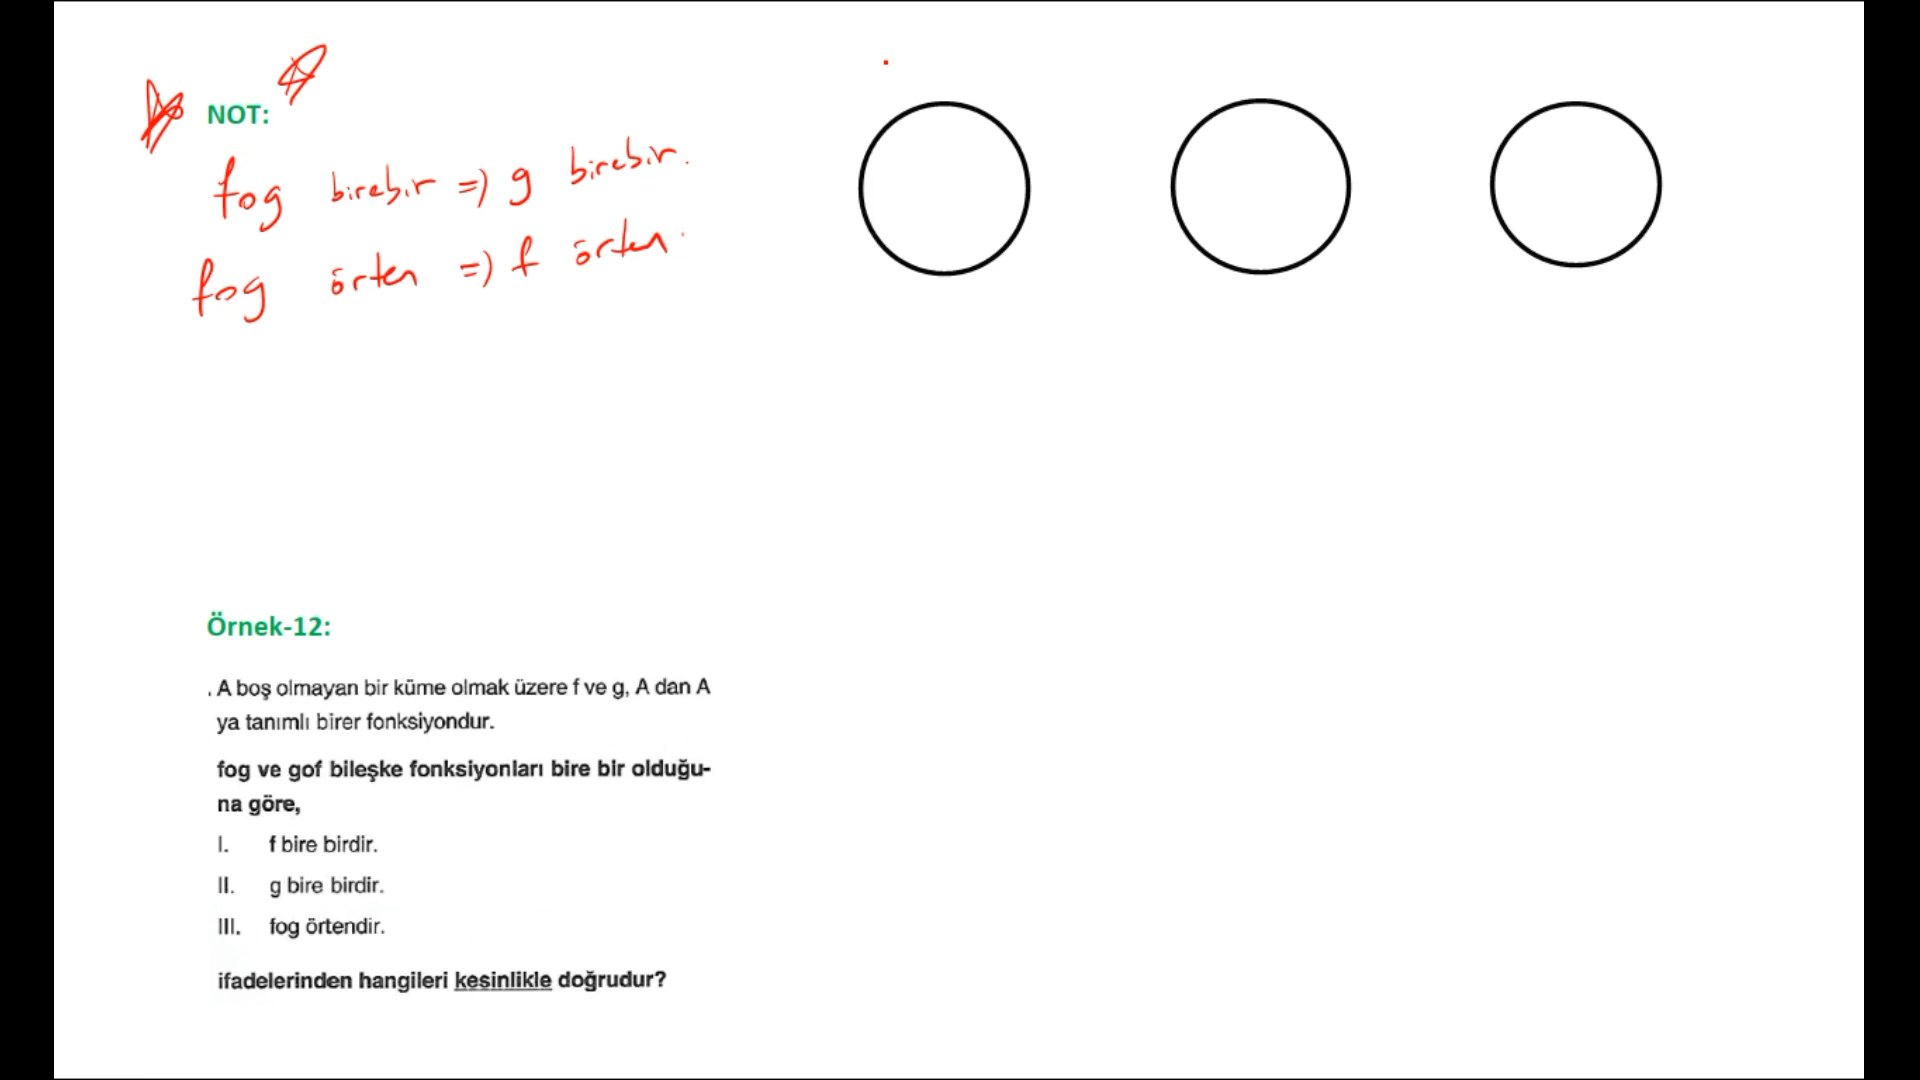 NOT:
fog birebir => g birebir.
fog örten => f örten.
Örnek-12:
. A boş olmayan bir küme olmak üzere f ve g, A dan A
ya tanımlı birer fonksiyondur.
fog ve gof bileşke fonksiyonları bire bir olduğu-
na göre,
I. f bire birdir.
II. g bire birdir.
III. fog örtendir.
ifadelerinden hangileri kesinlikle doğrudur?